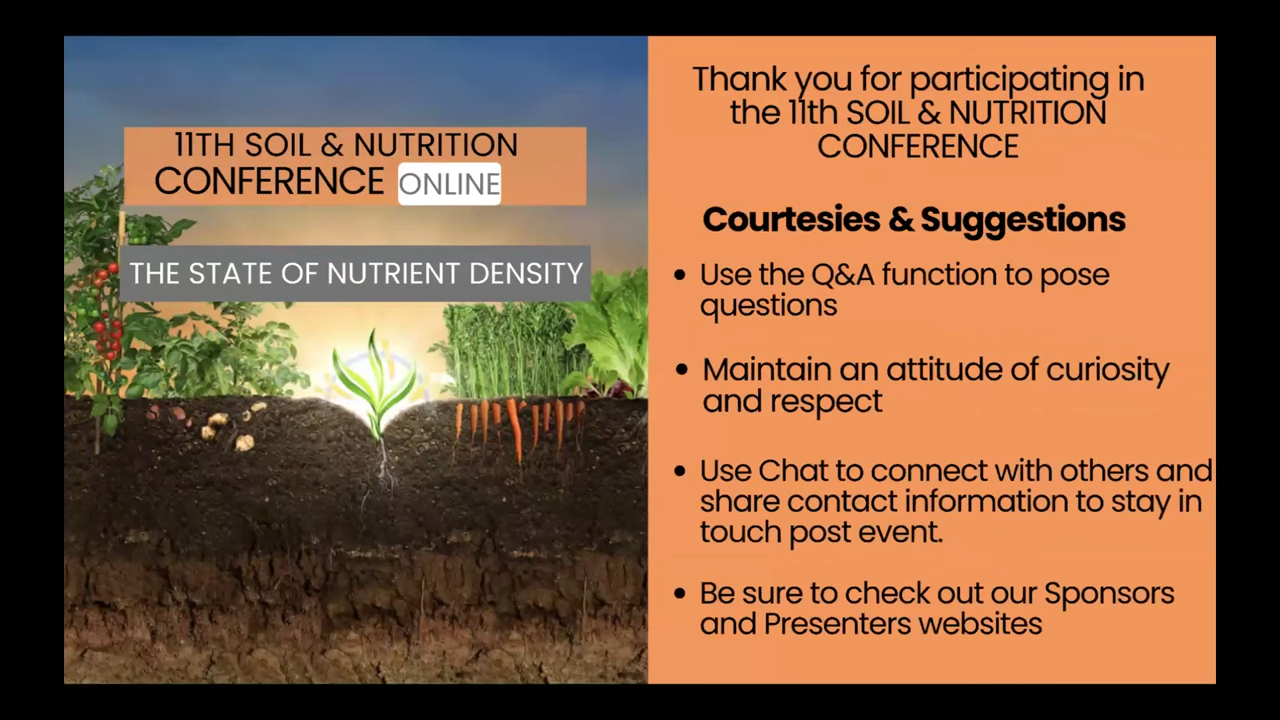 11TH SOIL & NUTRITION
CONFERENCE ONLINE
THE STATE OF NUTRIENT DENSITY
Thank you for participating in
the 11th SOIL & NUTRITION
CONFERENCE
Courtesies & Suggestions
• Use the Q&A function to pose
questions
• Maintain an attitude of curiosity
and respect
• Use Chat to connect with others and
share contact information to stay in
touch post event.
• Be sure to check out our Sponsors
and Presenters websites